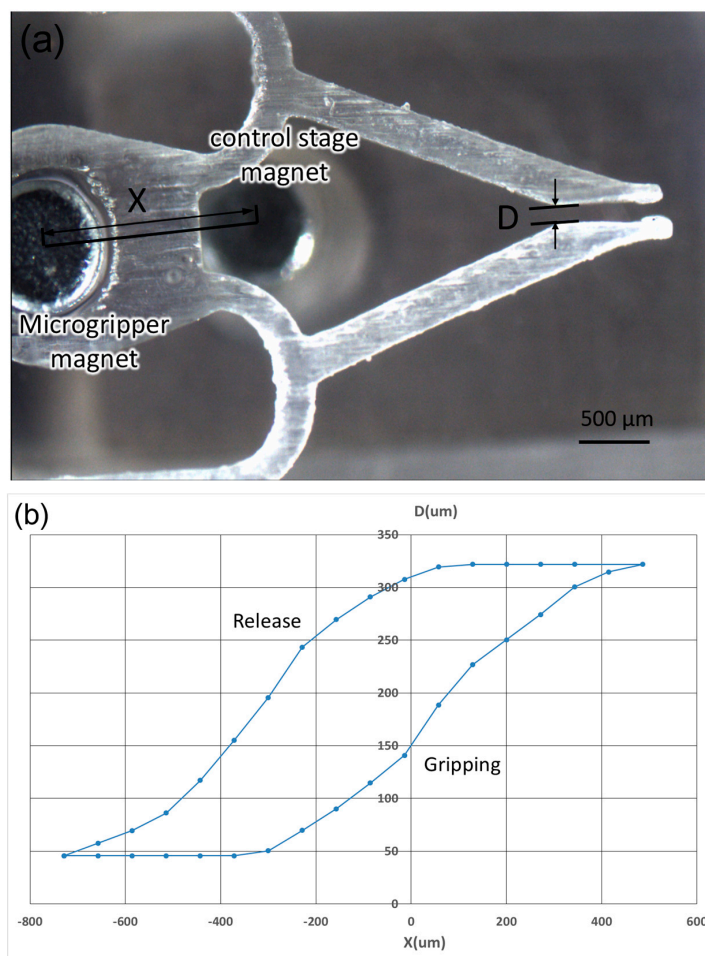 (a)
control stage
magnet
X
D
Microgripper
magnet
500 µm
(b)
D(um)
350
300
250
200
150
100
50
0
Release
Gripping
-800
-600
-400
-200
0
200
400
600
X(um)